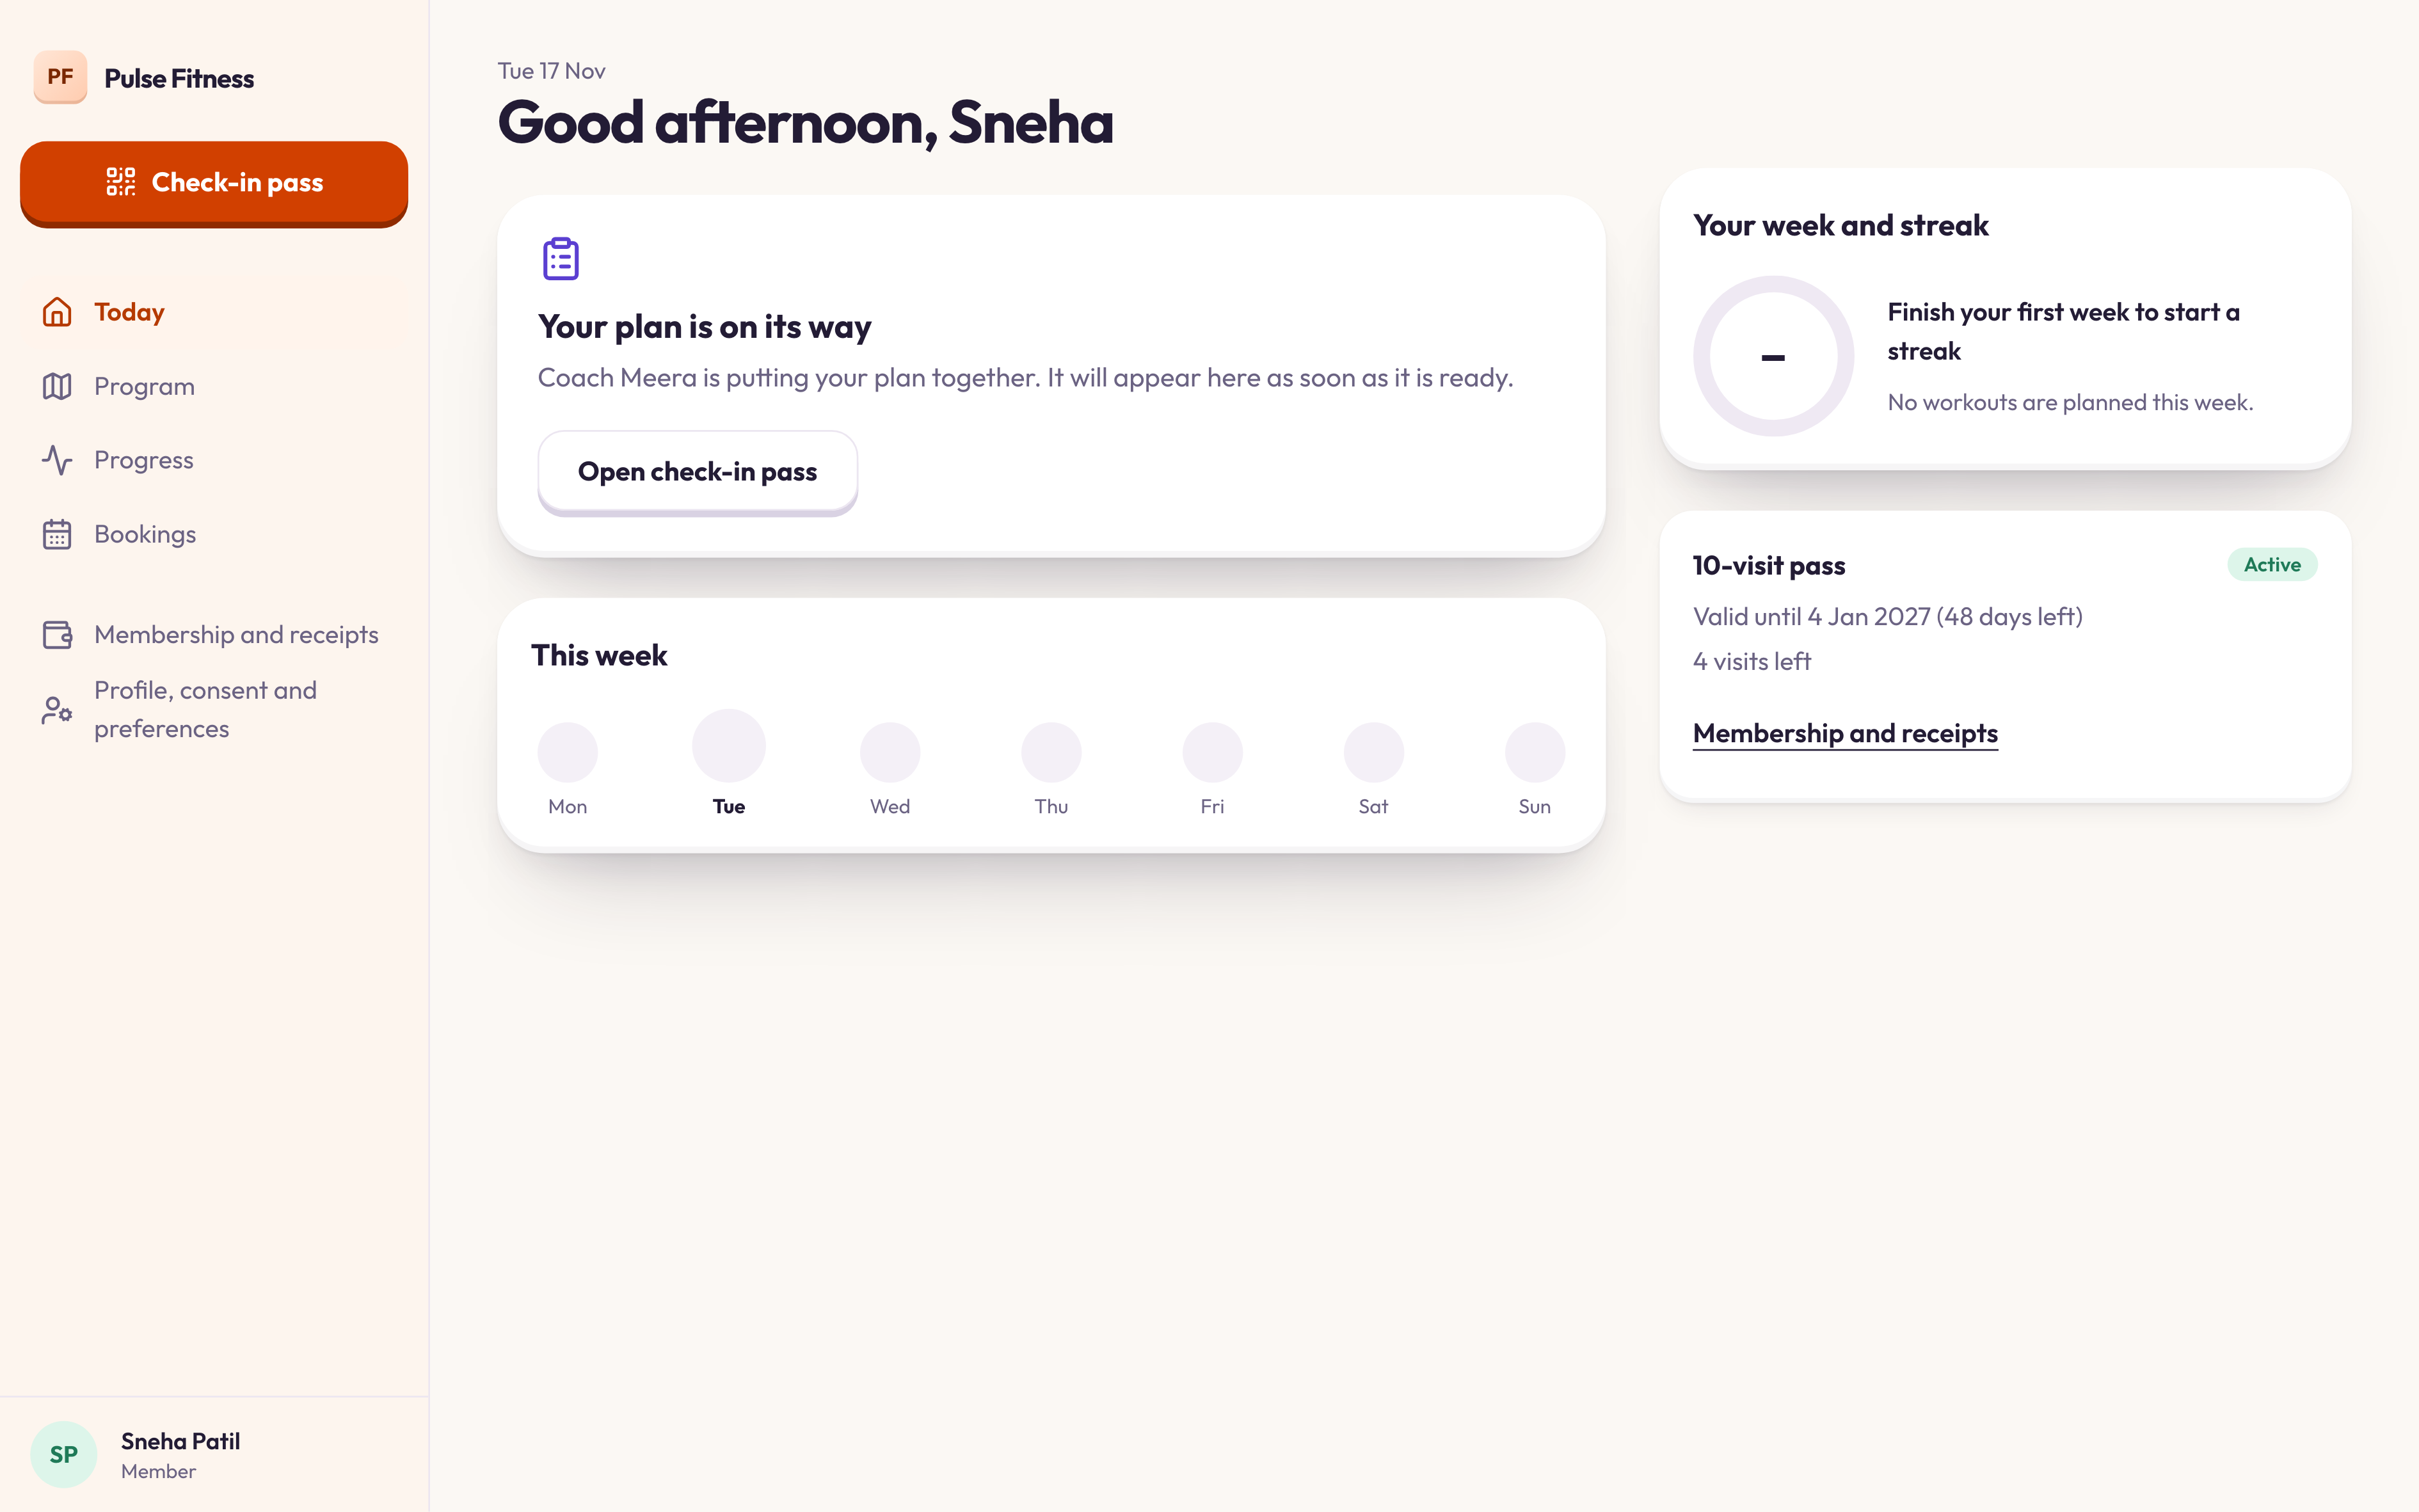 PF
Pulse Fitness
Check-in pass
Today
Program
Progress
Bookings
Membership and receipts
Profile, consent and
preferences
SP
Sneha Patil
Member
Tue 17 Nov
Good afternoon, Sneha
Your plan is on its way
Coach Meera is putting your plan together. It will appear here as soon as it is ready.
Open check-in pass
This week
Mon
Tue
Wed
Thu
Fri
Sat
Sun
Your week and streak
–
Finish your first week to start a
streak
No workouts are planned this week.
10-visit pass
Active
Valid until 4 Jan 2027 (48 days left)
4 visits left
Membership and receipts